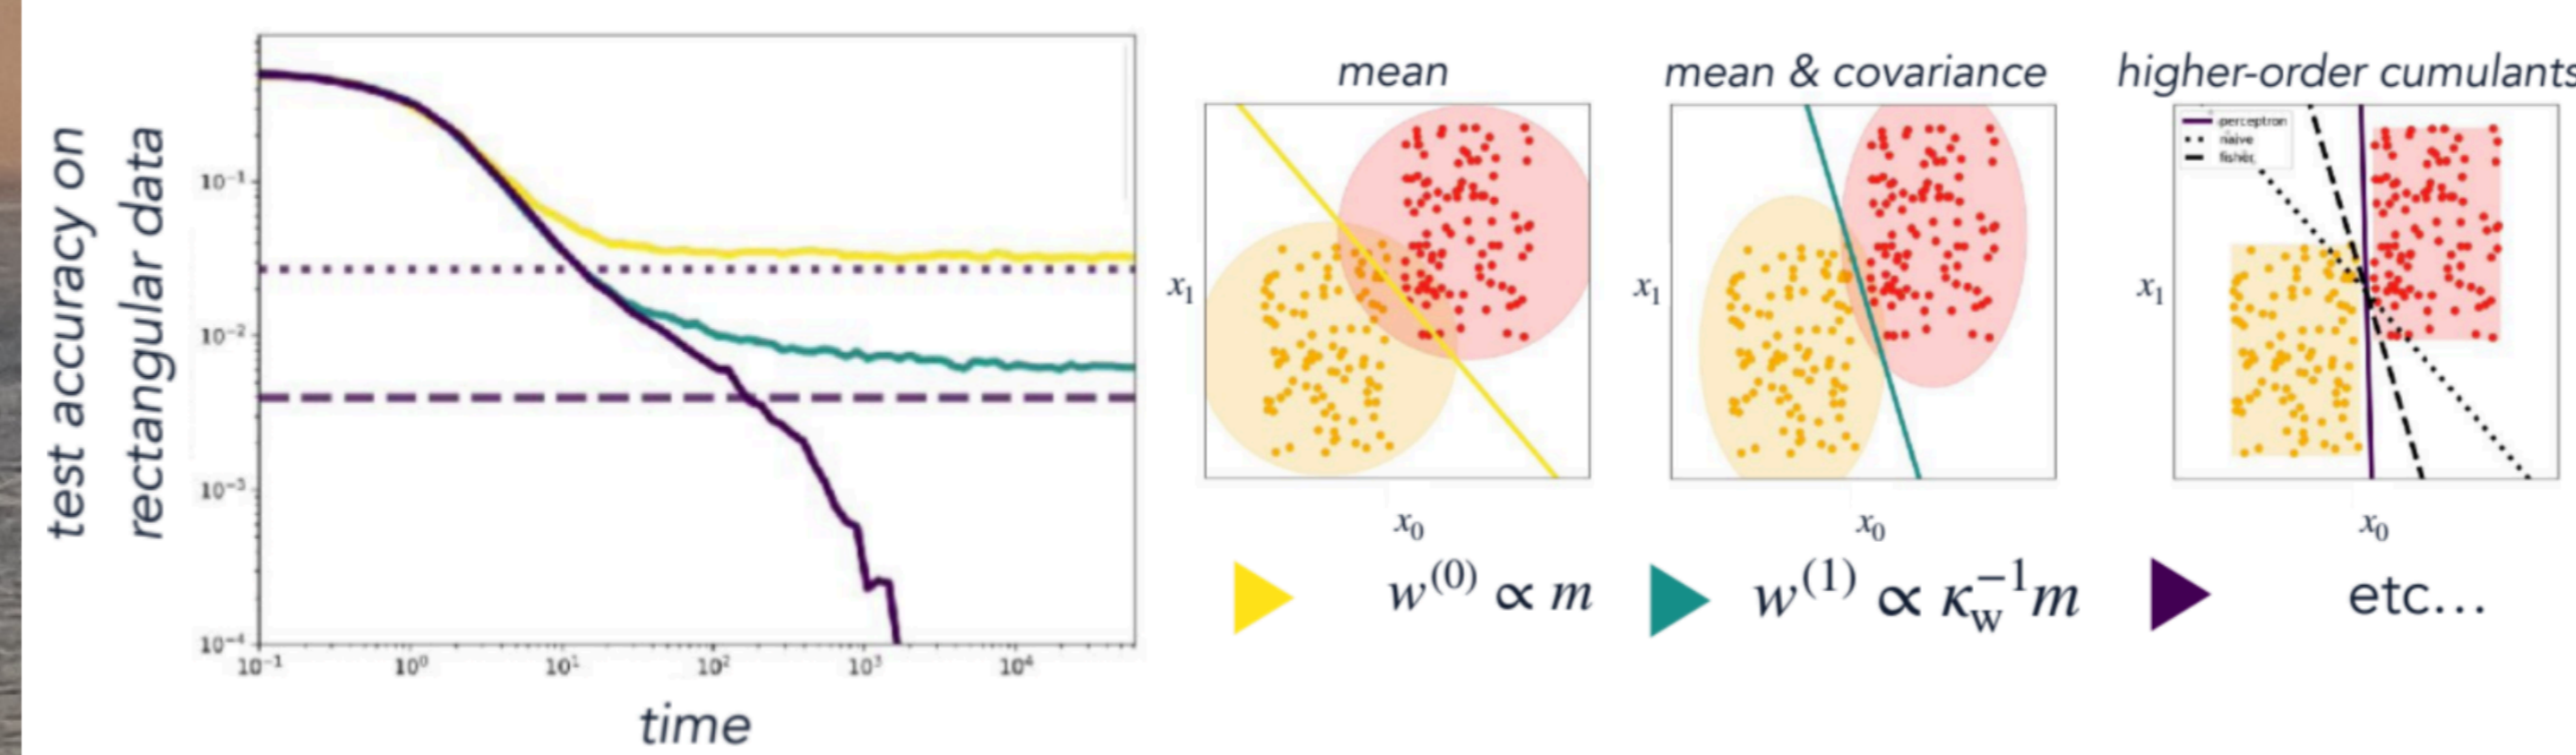 test accuracy on
rectangular data
10⁻¹
10⁻²
10⁻³
10⁻⁴
10⁻¹ 10⁰ 10¹ 10² 10³ 10⁴
time
mean
x₁
x₀
w⁽⁰⁾ ∝ m
mean & covariance
x₁
x₀
w⁽¹⁾ ∝ κ_w⁻¹m
higher-order cumulants
perceptron
naive
fisher
x₁
x₀
etc…